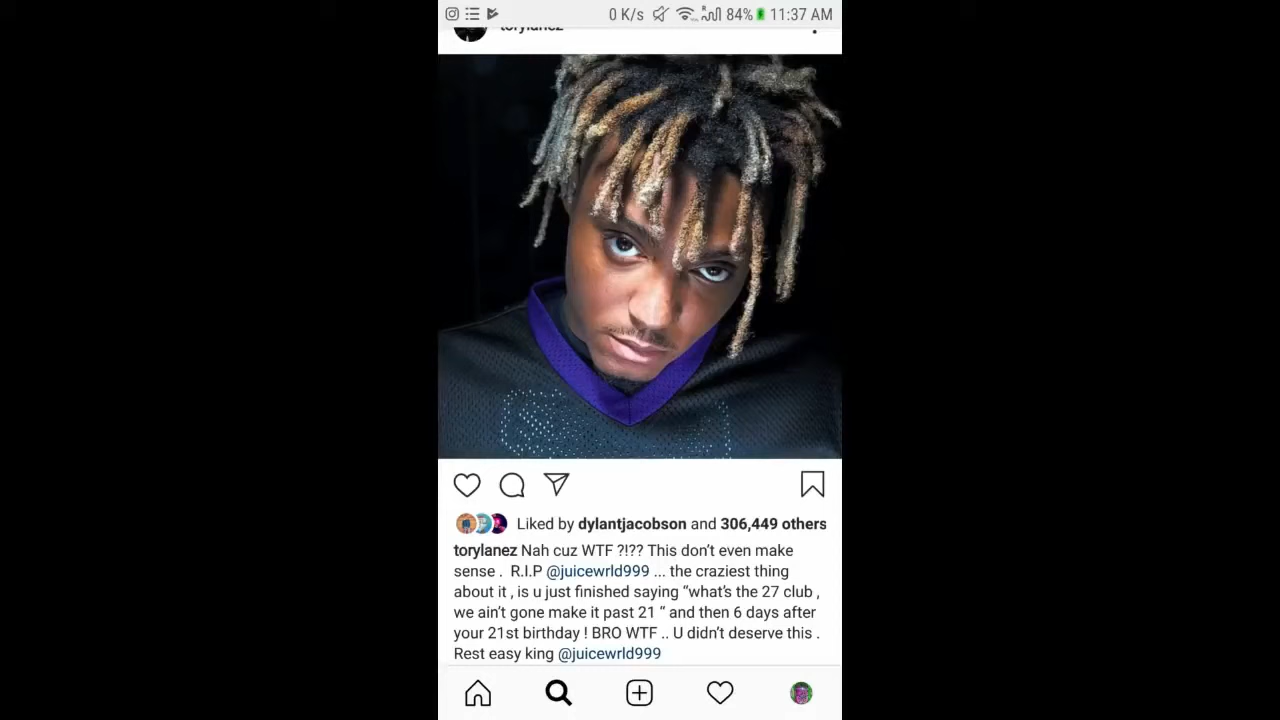 0 K/s 84% 11:37 AM
torylanez
Liked by dylantjacobson and 306,449 others
torylanez Nah cuz WTF ?!?? This don't even make
sense . R.I.P @juicewrld999 ... the craziest thing
about it , is u just finished saying “what's the 27 club ,
we ain't gone make it past 21 “ and then 6 days after
your 21st birthday ! BRO WTF .. U didn't deserve this .
Rest easy king @juicewrld999